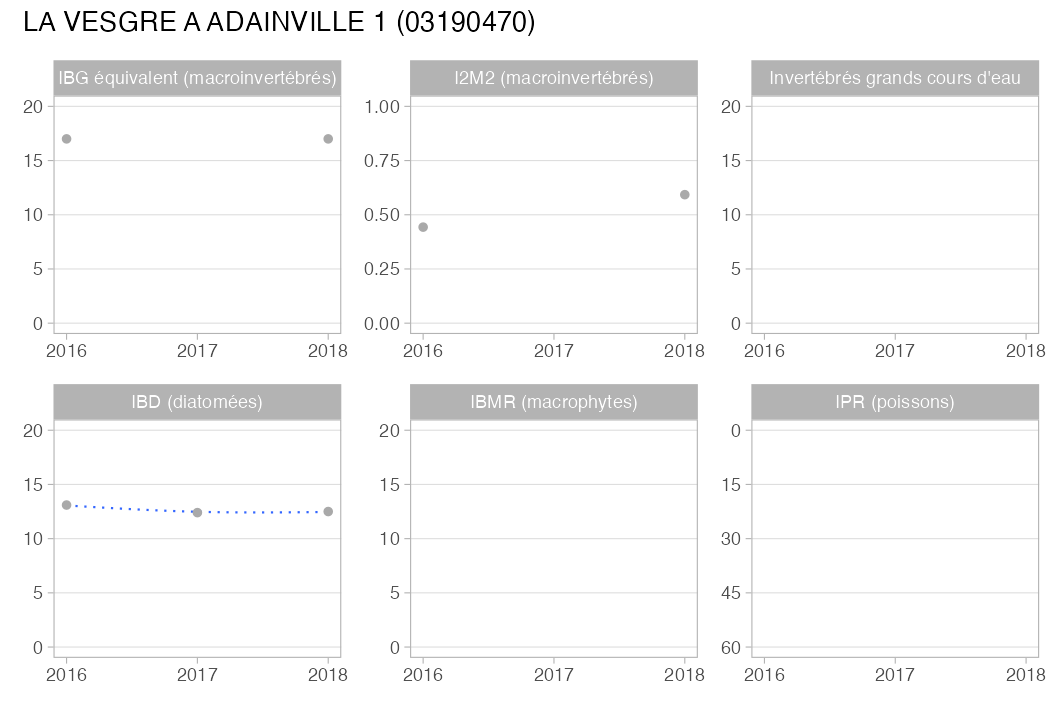 LA VESGRE A ADAINVILLE 1 (03190470)
IBG équivalent (macroinvertébrés)
20
15
10
5
0
2016 2017 2018
I2M2 (macroinvertébrés)
1.00
0.75
0.50
0.25
0.00
2016 2017 2018
Invertébrés grands cours d'eau
20
15
10
5
0
2016 2017 2018
IBD (diatomées)
20
15
10
5
0
2016 2017 2018
IBMR (macrophytes)
20
15
10
5
0
2016 2017 2018
IPR (poissons)
0
15
30
45
60
2016 2017 2018